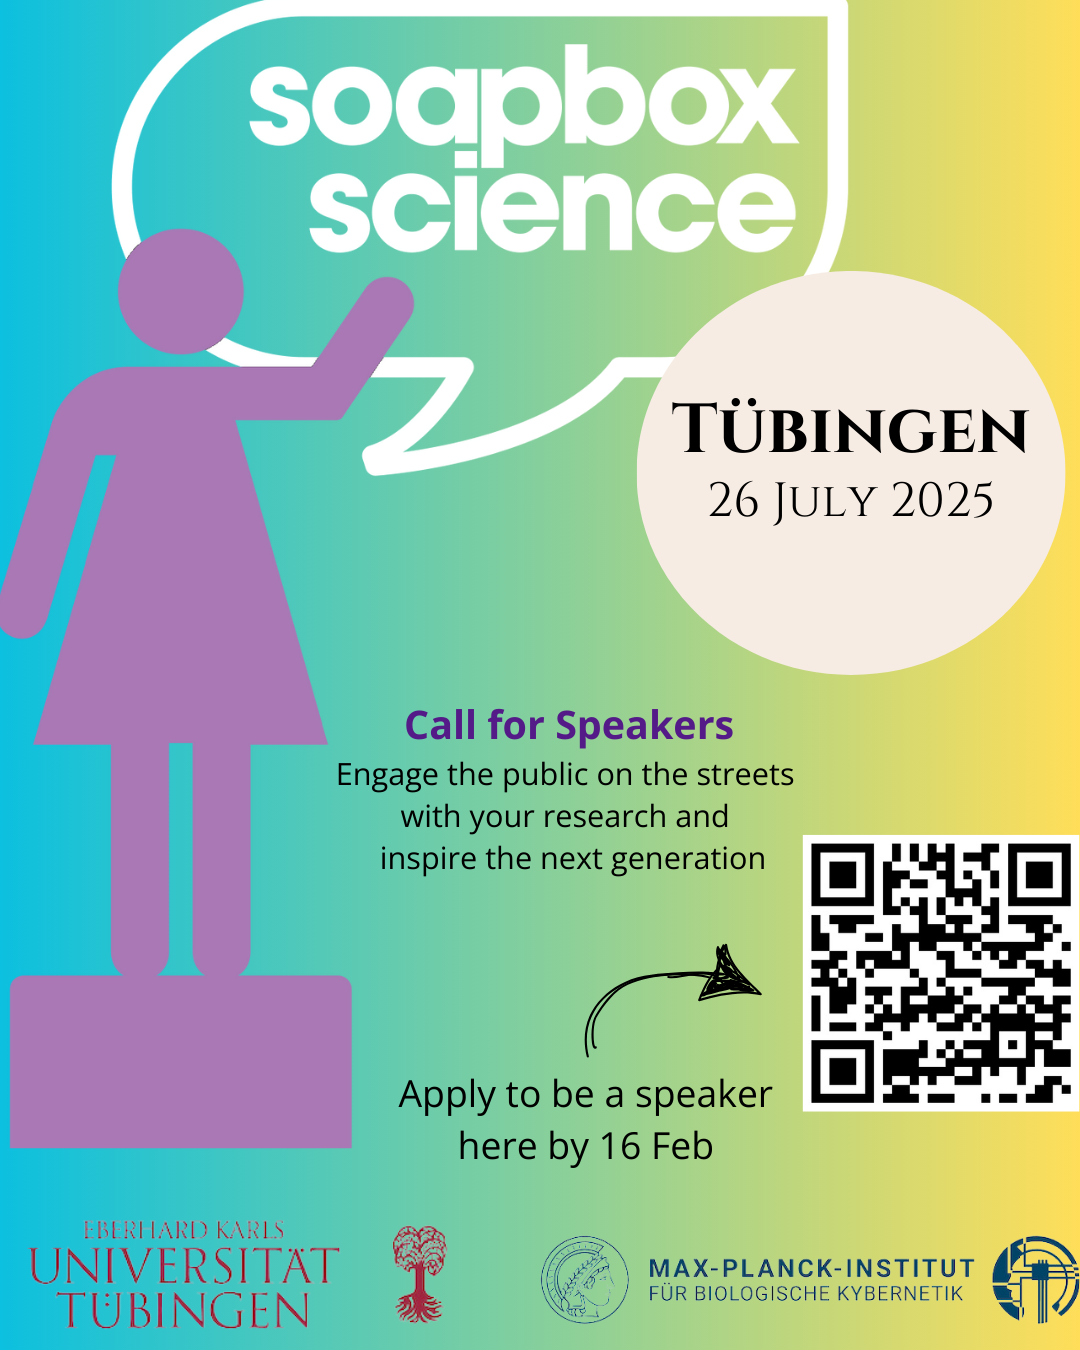 soapbox
science
TÜBINGEN
26 JULY 2025
Call for Speakers
Engage the public on the streets
with your research and
inspire the next generation
Apply to be a speaker
here by 16 Feb
EBERHARD KARLS
UNIVERSITÄT
TÜBINGEN
MAX-PLANCK-INSTITUT
FÜR BIOLOGISCHE KYBERNETIK